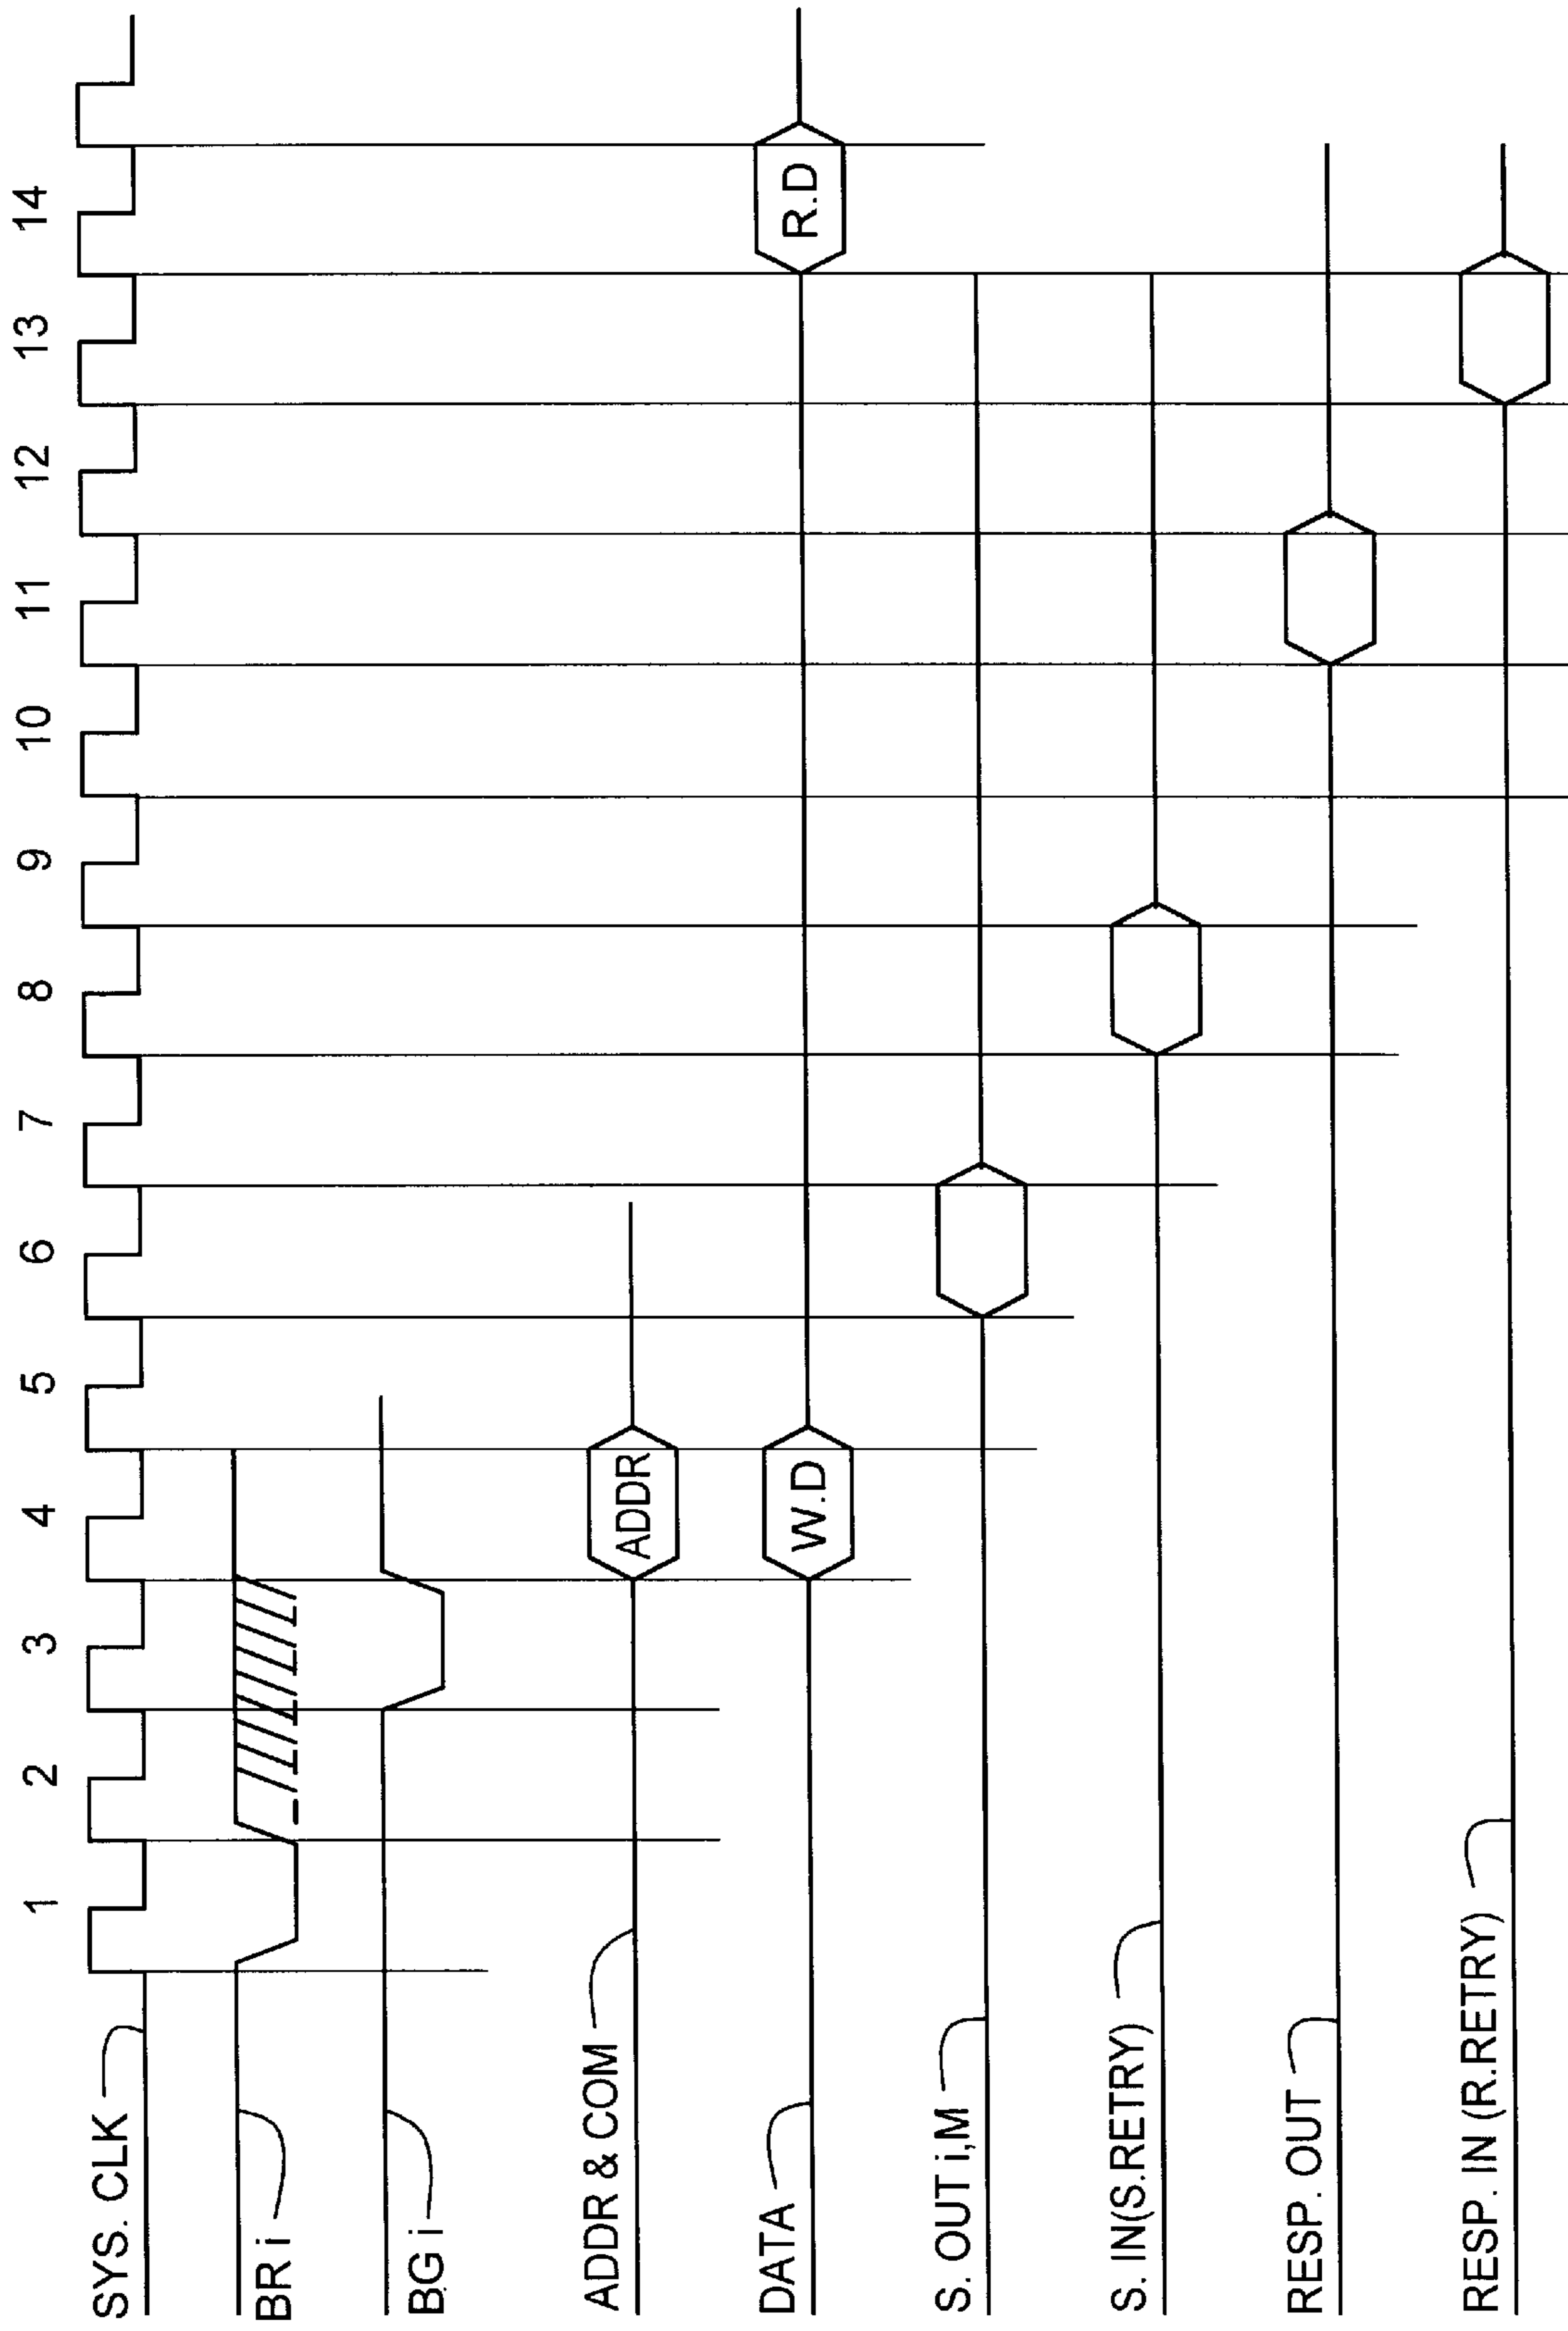 1 2 3 4 5 6 7 8 9 10 11 12 13 14
SYS. CLK
BR i
BG i
ADDR & COM
ADDR
DATA
W.D
R.D
S. OUT i,M
S. IN(S.RETRY)
RESP. OUT
RESP. IN (R.RETRY)